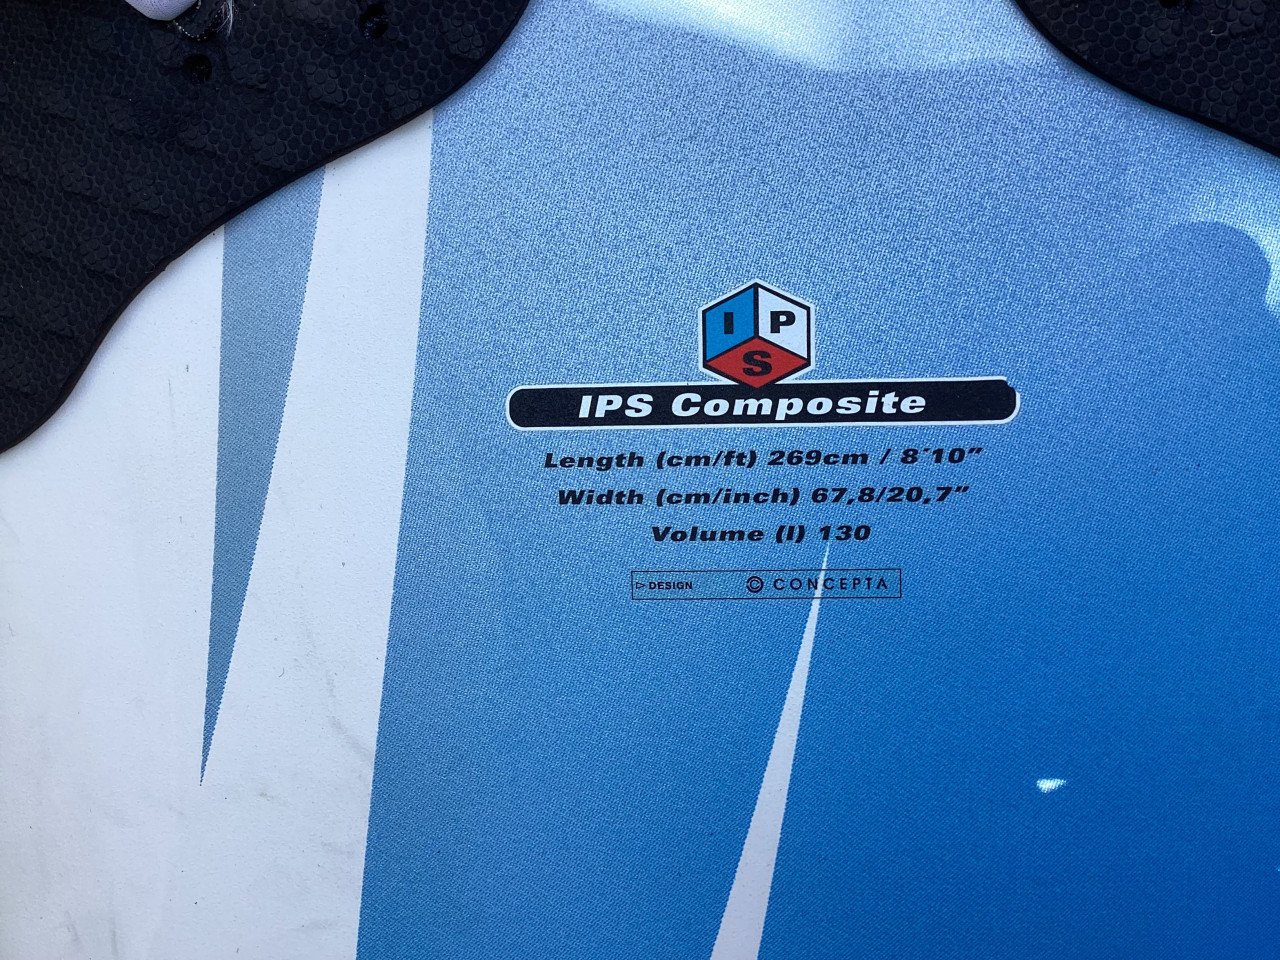 I P
S
IPS Composite
Length (cm/ft) 269cm / 8´10”
Width (cm/inch) 67,8/20,7”
Volume (l) 130
▷ DESIGN © CONCEPTA